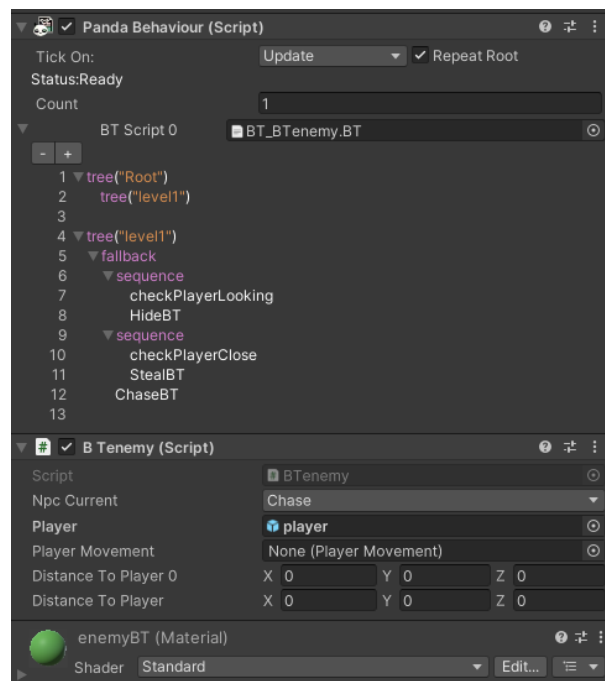 Panda Behaviour (Script)
Tick On: Update Repeat Root
Status:Ready
Count 1
BT Script 0 BT_BTenemy.BT
- +
1 tree("Root")
2 tree("level1")
3
4 tree("level1")
5 fallback
6 sequence
7 checkPlayerLooking
8 HideBT
9 sequence
10 checkPlayerClose
11 StealBT
12 ChaseBT
13
# B Tenemy (Script)
Script BTenemy
Npc Current Chase
Player player
Player Movement None (Player Movement)
Distance To Player 0 X 0 Y 0 Z 0
Distance To Player X 0 Y 0 Z 0
enemyBT (Material)
Shader Standard Edit...